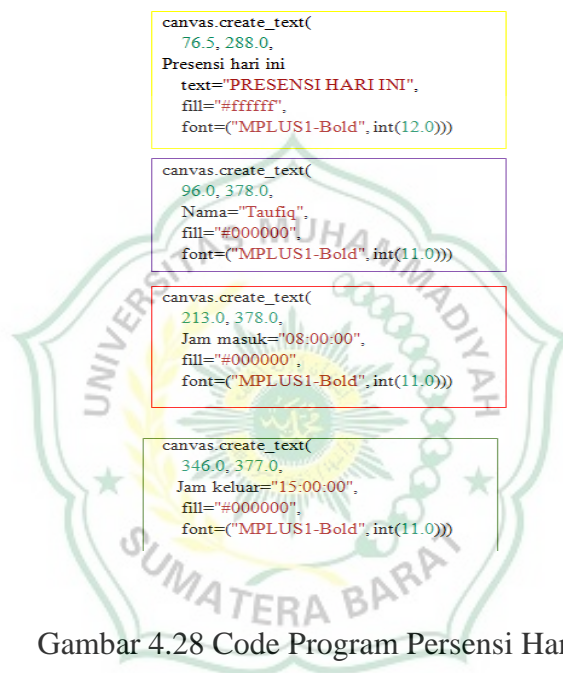 canvas.create_text(
76.5, 288.0,
Presensi hari ini
text="PRESENSI HARI INI",
fill="#ffffff",
font=("MPLUS1-Bold", int(12.0)))
canvas.create_text(
96.0, 378.0,
Nama="Taufiq",
fill="#000000",
font=("MPLUS1-Bold", int(11.0)))
canvas.create_text(
213.0, 378.0,
Jam masuk="08:00:00",
fill="#000000",
font=("MPLUS1-Bold", int(11.0)))
canvas.create_text(
346.0, 377.0,
Jam keluar="15:00:00",
fill="#000000",
font=("MPLUS1-Bold", int(11.0)))
UNIVERSITAS MUHAMMADIYAH
SUMATERA BARAT
Gambar 4.28 Code Program Persensi Har